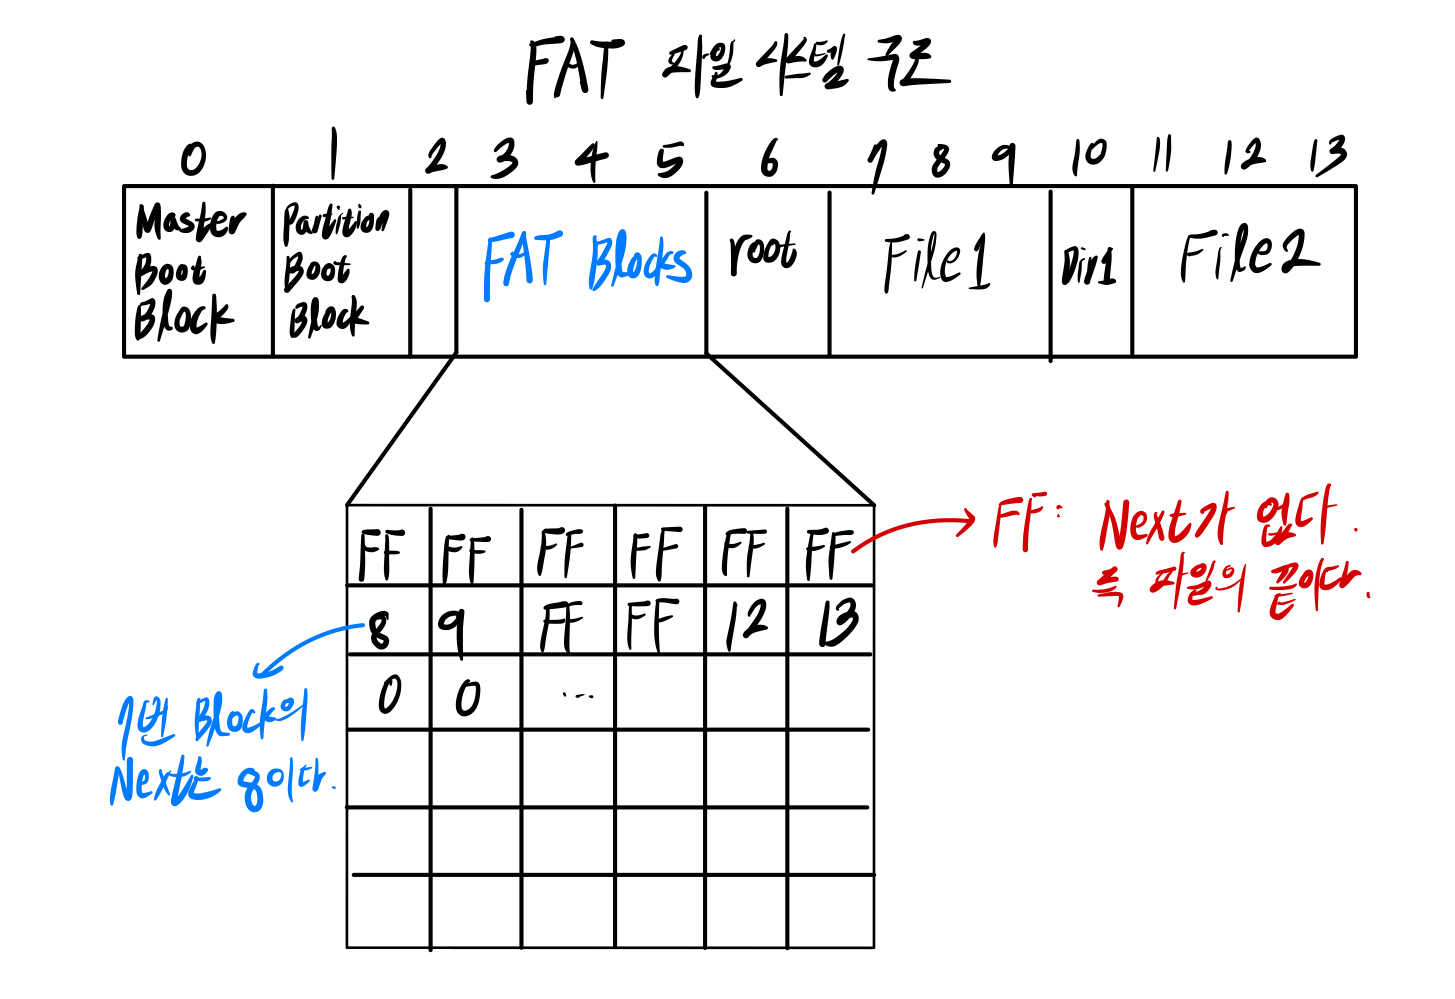 FAT 파일 시스템 구조
0 1 2 3 4 5 6 7 8 9 10 11 12 13
Master
Boot
Block
Partition
Boot
Block
FAT Blocks
root
File1
Dir1
File2
FF FF FF FF FF FF
8 9 FF FF 12 13
0 0 ...
FF: Next가 없다.
즉 파일의 끝이다.
7번 Block의
Next는 8이다.